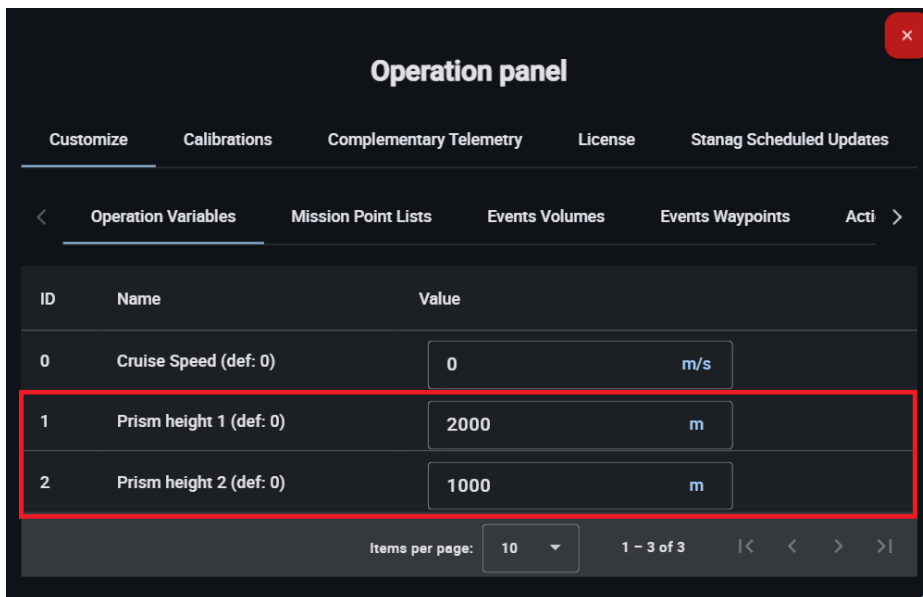 Operation panel
Customize Calibrations Complementary Telemetry License Stanag Scheduled Updates
Operation Variables Mission Point Lists Events Volumes Events Waypoints Acti
ID Name Value
0 Cruise Speed (def: 0) 0 m/s
1 Prism height 1 (def: 0) 2000 m
2 Prism height 2 (def: 0) 1000 m
Items per page: 10 1 – 3 of 3